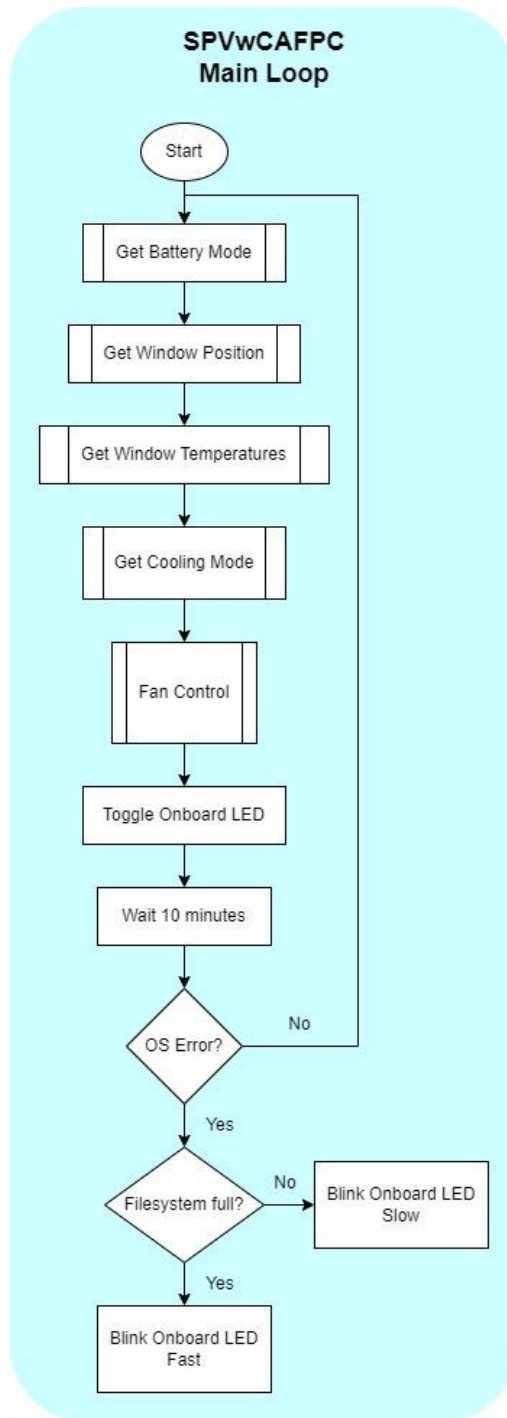 SPVwCAFPC
Main Loop
Start
Get Battery Mode
Get Window Position
Get Window Temperatures
Get Cooling Mode
Fan Control
Toggle Onboard LED
Wait 10 minutes
OS Error?
No
Yes
Filesystem full?
No
Blink Onboard LED
Slow
Yes
Blink Onboard LED
Fast